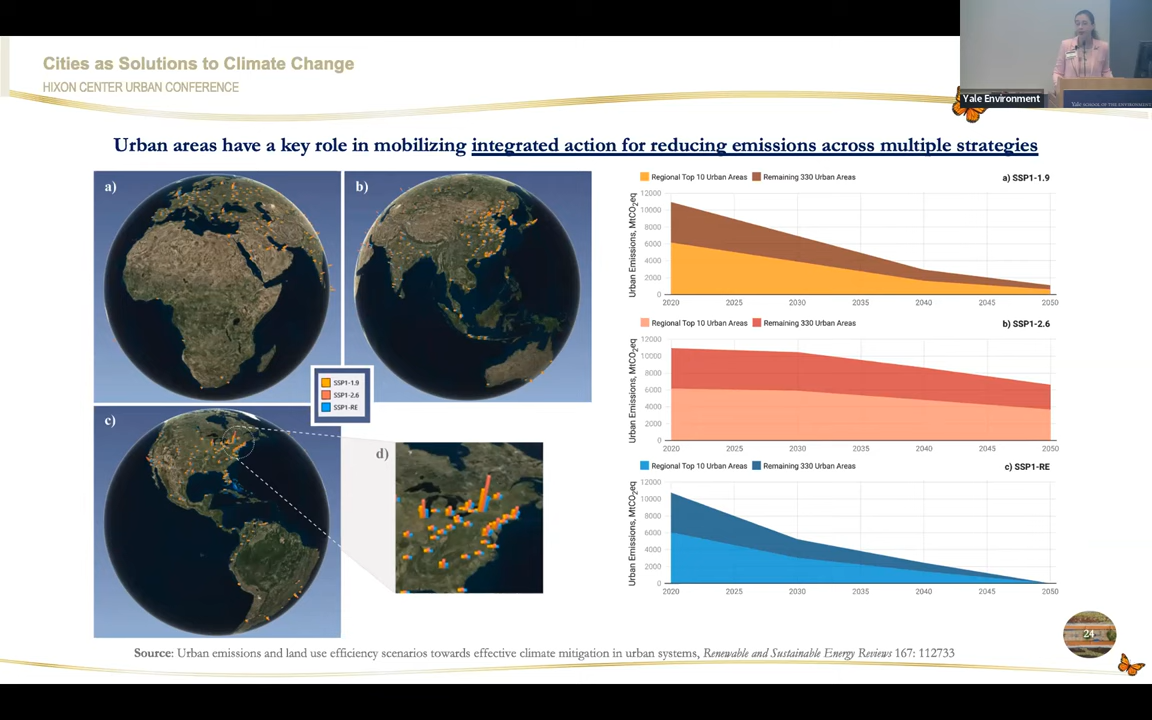 Cities as Solutions to Climate Change
HIXON CENTER URBAN CONFERENCE
Yale Environment
YALE SCHOOL OF THE ENVIRONMENT
Urban areas have a key role in mobilizing integrated action for reducing emissions across multiple strategies
a)
b)
c)
d)
SSP1-1.9
SSP1-2.6
SSP1-RE
Regional Top 10 Urban Areas Remaining 330 Urban Areas a) SSP1-1.9
Urban Emissions, MtCO₂eq
12000
10000
8000
6000
4000
2000
0
2020 2025 2030 2035 2040 2045 2050
Regional Top 10 Urban Areas Remaining 330 Urban Areas b) SSP1-2.6
Urban Emissions, MtCO₂eq
12000
10000
8000
6000
4000
2000
0
2020 2025 2030 2035 2040 2045 2050
Regional Top 10 Urban Areas Remaining 330 Urban Areas c) SSP1-RE
Urban Emissions, MtCO₂eq
12000
10000
8000
6000
4000
2000
0
2020 2025 2030 2035 2040 2045 2050
24
Source: Urban emissions and land use efficiency scenarios towards effective climate mitigation in urban systems, Renewable and Sustainable Energy Reviews 167: 112733